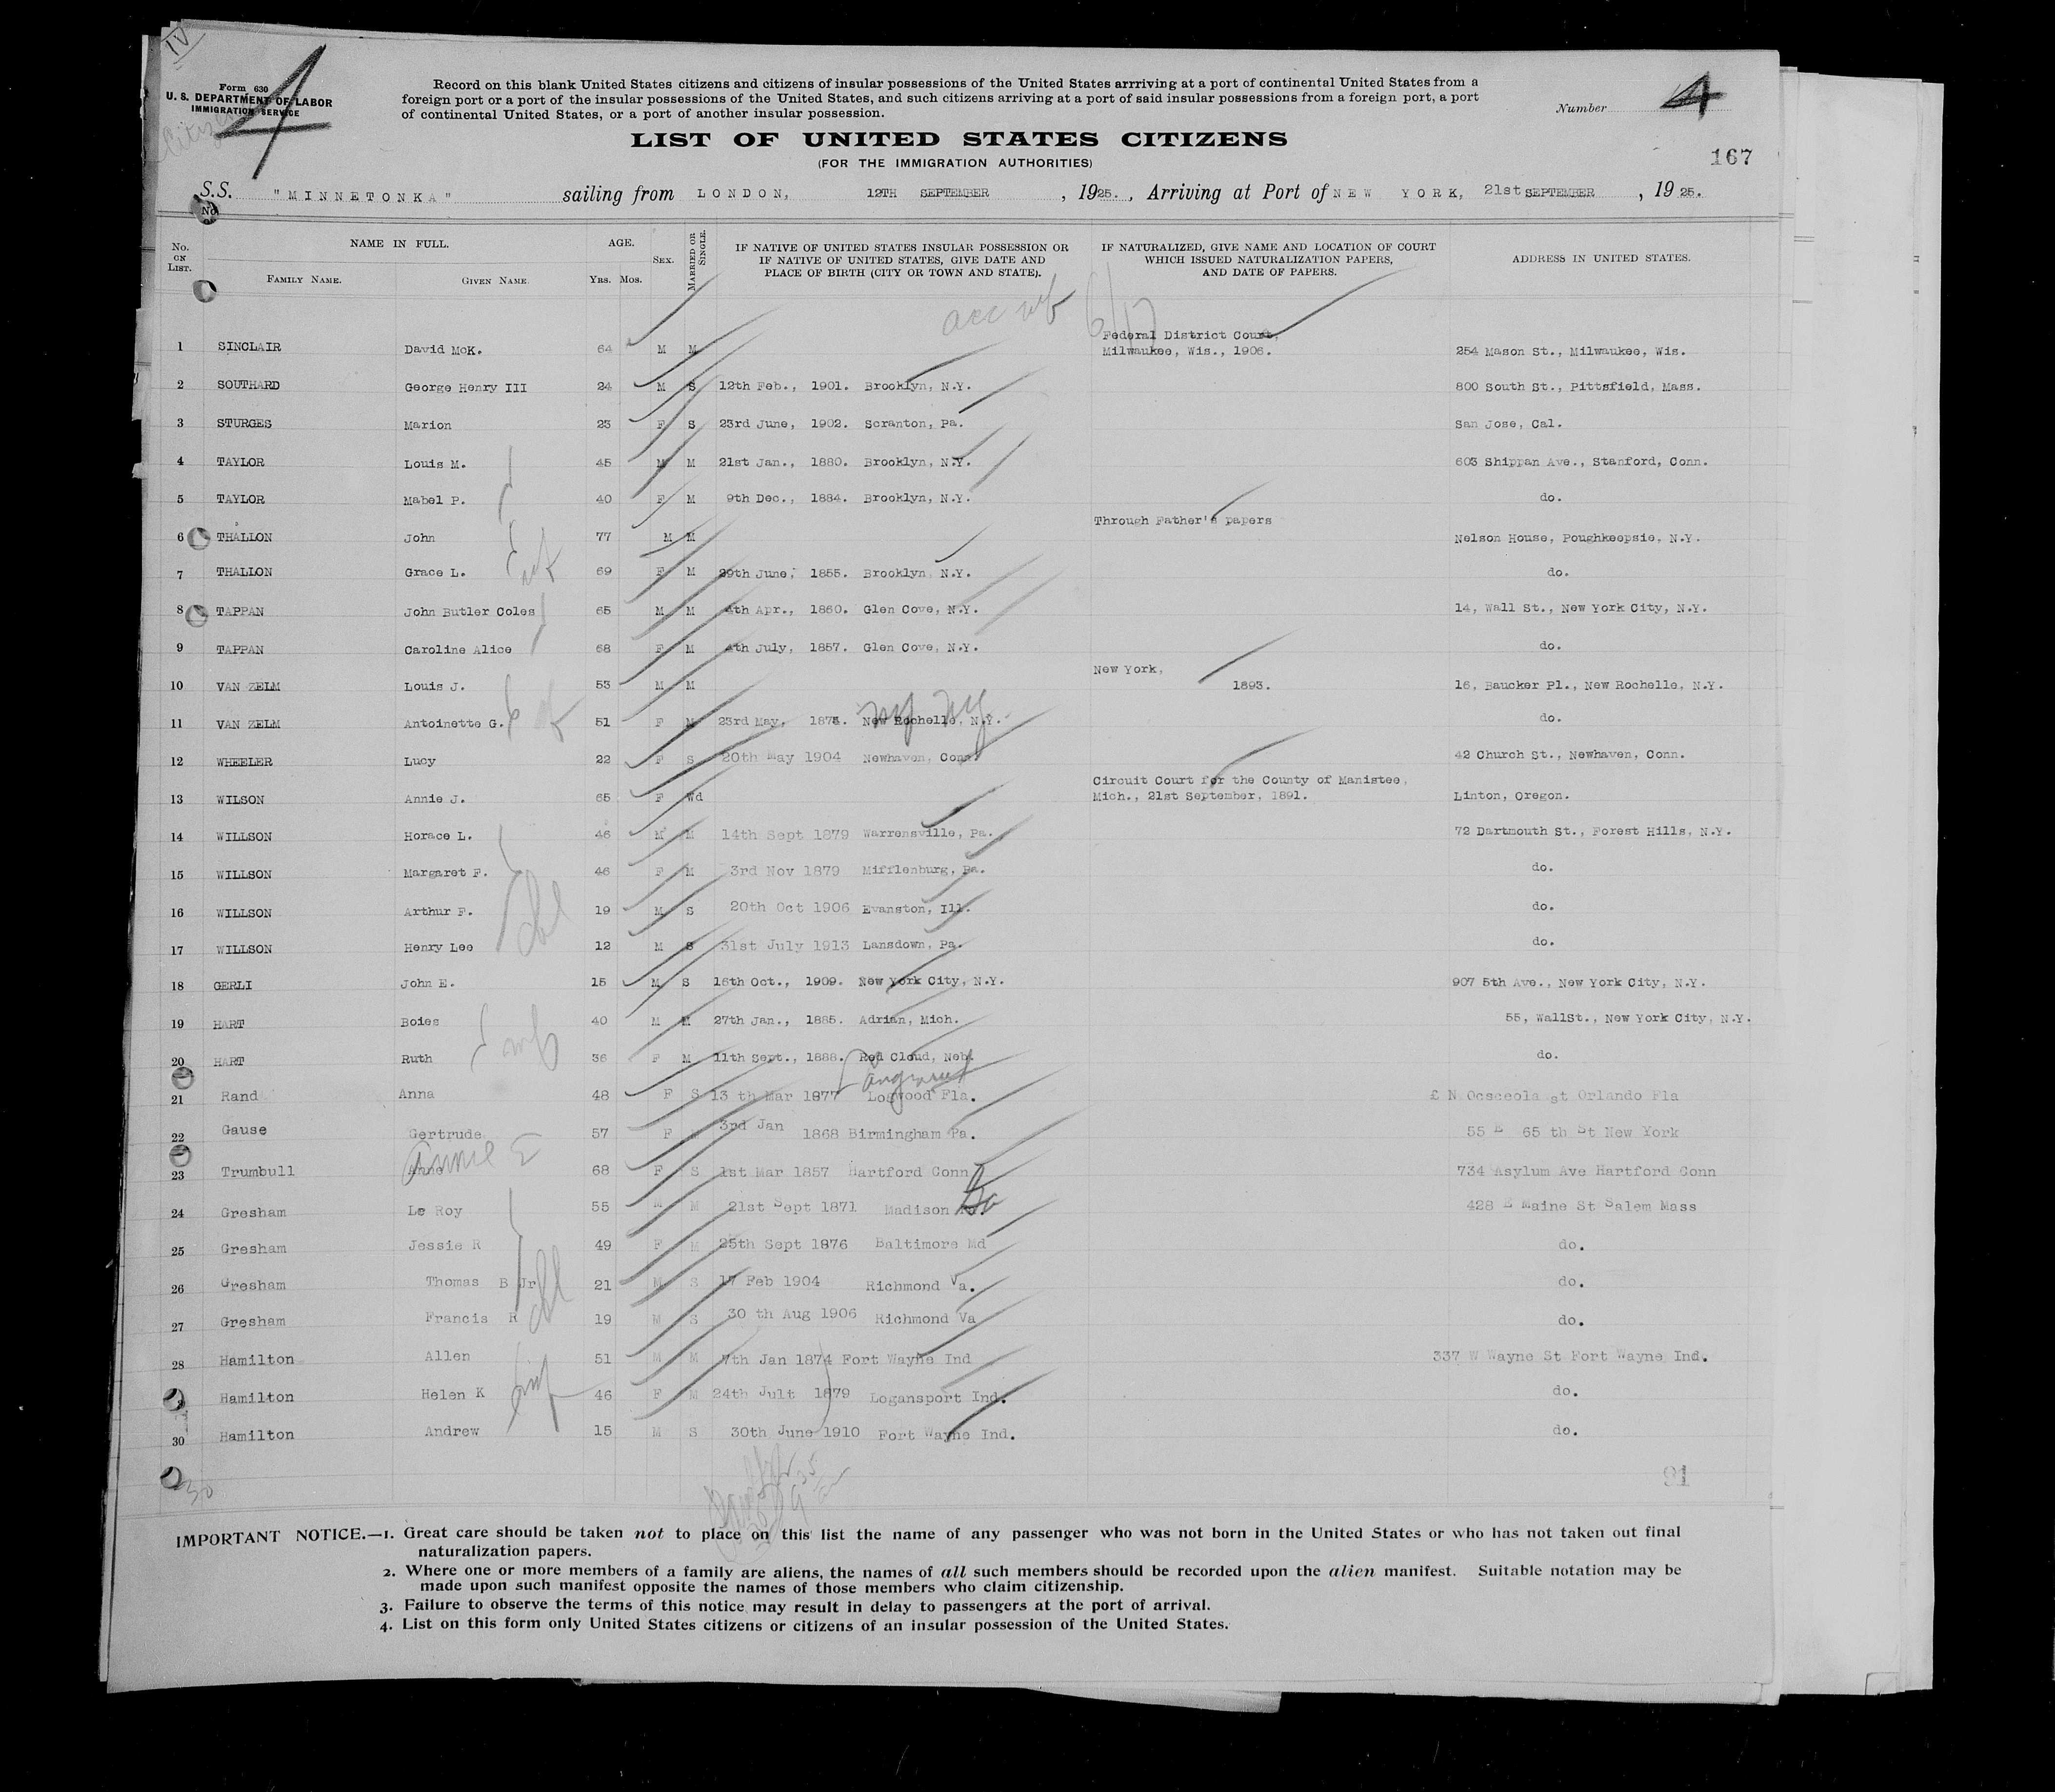 IV
4
Form 630
U. S. DEPARTMENT OF LABOR
IMMIGRATION SERVICE
Record on this blank United States citizens and citizens of insular possessions of the United States arrriving at a port of continental United States from a
foreign port or a port of the insular possessions of the United States, and such citizens arriving at a port of said insular possessions from a foreign port, a port
of continental United States, or a port of another insular possession.
Number 4
LIST OF UNITED STATES CITIZENS
(FOR THE IMMIGRATION AUTHORITIES)
167
S.S. "MINNETONKA" sailing from LONDON, 12TH SEPTEMBER, 1925., Arriving at Port of NEW YORK, 21st SEPTEMBER, 1925.
No. ON LIST. NAME IN FULL. FAMILY NAME. GIVEN NAME. AGE. YRS. MOS. SEX. MARRIED OR SINGLE. IF NATIVE OF UNITED STATES INSULAR POSSESSION OR IF NATIVE OF UNITED STATES, GIVE DATE AND PLACE OF BIRTH (CITY OR TOWN AND STATE). IF NATURALIZED, GIVE NAME AND LOCATION OF COURT WHICH ISSUED NATURALIZATION PAPERS, AND DATE OF PAPERS. ADDRESS IN UNITED STATES.
1 SINCLAIR David McK. 64 M M Federal District Court, Milwaukee, Wis., 1906. 254 Mason St., Milwaukee, Wis.
2 SOUTHARD George Henry III 24 M S 12th Feb., 1901. Brooklyn, N.Y. 800 South St., Pittsfield, Mass.
3 STURGES Marion 23 F S 23rd June, 1902. Scranton, Pa. San Jose, Cal.
4 TAYLOR Louis M. 45 M M 21st Jan., 1880. Brooklyn, N.Y. 603 Shippan Ave., Stanford, Conn.
5 TAYLOR Mabel P. 40 F M 9th Dec., 1884. Brooklyn, N.Y. do.
6 THALLON John 77 M M Through Father's papers Nelson House, Poughkeepsie, N.Y.
7 THALLON Grace L. 69 F M 29th June, 1855. Brooklyn N.Y. do.
8 TAPPAN John Butler Coles 65 M M 4th Apr., 1860. Glen Cove, N.Y. 14, Wall St., New York City, N.Y.
9 TAPPAN Caroline Alice 68 F M 4th July, 1857. Glen Cove, N.Y. do.
10 VAN ZELM Louis J. 53 M M New York, 1893. 16, Baucker Pl., New Rochelle, N.Y.
11 VAN ZELM Antoinette G. 51 F M 23rd May, New Rochelle, N.Y. do.
12 WHEELER Lucy 22 F S 20th May 1904 Newhaven, Conn 42 Church St., Newhaven, Conn.
13 WILSON Annie J. 65 F Wd Circuit Court for the County of Manistee, Mich., 21st September, 1891. Linton, Oregon.
14 WILLSON Horace L. 46 M M 14th Sept 1879 Warrensville, Pa. 72 Dartmouth St., Forest Hills, N.Y.
15 WILLSON Margaret F. 46 F M 3rd Nov 1879 Mifflenburg, Pa. do.
16 WILLSON Arthur F. 19 M S 20th Oct 1906 Evanston, Ill. do.
17 WILLSON Henry Lee 12 M S 31st July 1913 Lansdown, Pa. do.
18 GERLI John E. 15 M S 16th Oct., 1909. New York City, N.Y. 907 5th Ave., New York City, N.Y.
19 HART Boies 40 M M 27th Jan., 1885. Adrian, Mich. 55, WallSt., New York City, N.Y.
20 HART Ruth 36 F M 11th Sept., 1888. Red Cloud, Neb. do.
21 Rand Anna 48 F S 13 th Mar 1877 Fla. N Oosceola st Orlando Fla
22 Gause Gertrude 57 F 3rd Jan 1868 Birmingham Pa. 55 E 65 th St New York
23 Trumbull Annie E 68 F S 1st Mar 1857 Hartford Conn 734 Asylum Ave Hartford Conn
24 Gresham Le Roy 55 M M 21st Sept 1871 Madison Ga 428 E Maine St Salem Mass
25 Gresham Jessie R 49 F M 25th Sept 1876 Baltimore Md do.
26 Gresham Thomas B Jr 21 M S 17 Feb 1904 Richmond Va. do.
27 Gresham Francis R 19 M S 30 th Aug 1906 Richmond Va do.
28 Hamilton Allen 51 M M 7th Jan 1874 Fort Wayne Ind 337 W Wayne St Fort Wayne Ind.
Hamilton Helen K 46 F M 24th Jult 1879 Logansport Ind. do.
30 Hamilton Andrew 15 M S 30th June 1910 Fort Wayne Ind. do.
30
91
IMPORTANT NOTICE.—1. Great care should be taken not to place on this list the name of any passenger who was not born in the United States or who has not taken out final
naturalization papers.
2. Where one or more members of a family are aliens, the names of all such members should be recorded upon the alien manifest. Suitable notation may be
made upon such manifest opposite the names of those members who claim citizenship.
3. Failure to observe the terms of this notice may result in delay to passengers at the port of arrival.
4. List on this form only United States citizens or citizens of an insular possession of the United States.